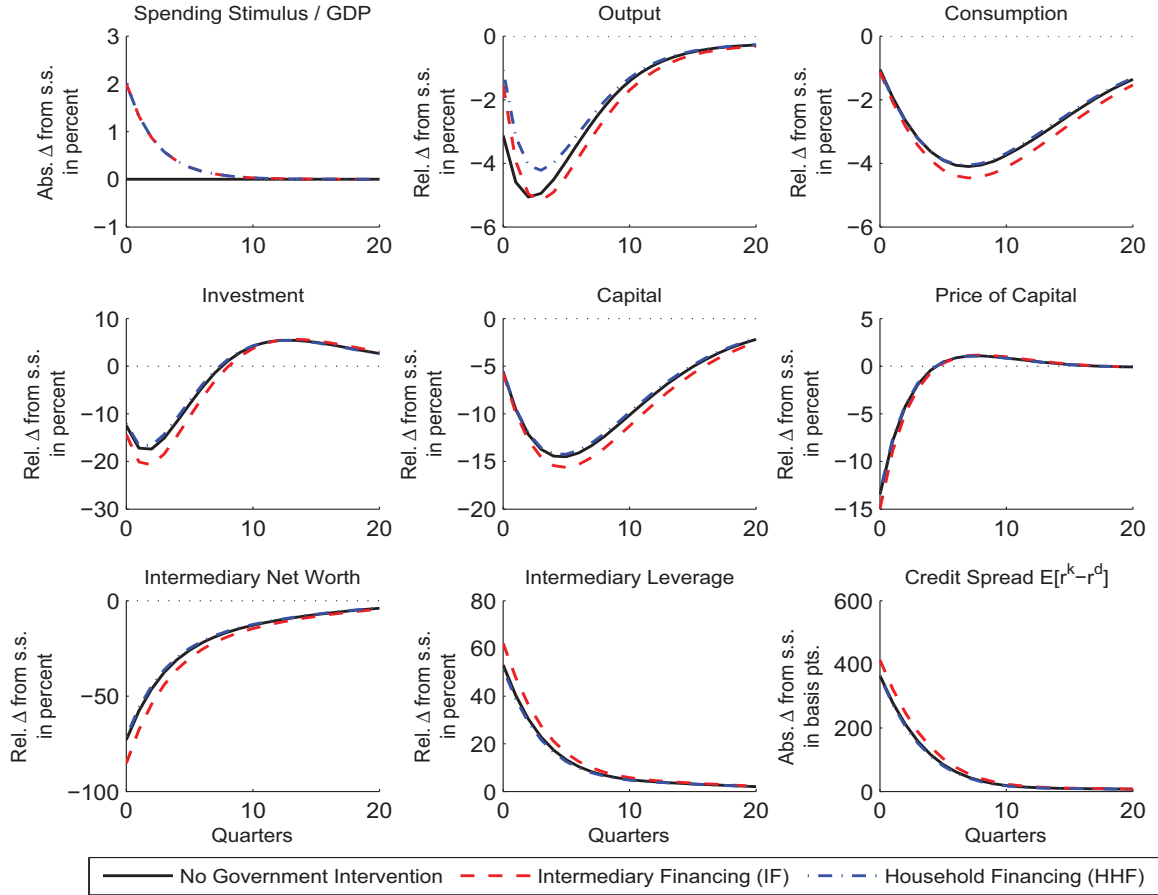 Spending Stimulus / GDP
Abs. Δ from s.s.
in percent
3
2
1
0
−1
0 10 20
Output
Rel. Δ from s.s.
in percent
0
−2
−4
−6
0 10 20
Consumption
Rel. Δ from s.s.
in percent
0
−2
−4
−6
0 10 20
Investment
Rel. Δ from s.s.
in percent
10
0
−10
−20
−30
0 10 20
Capital
Rel. Δ from s.s.
in percent
0
−5
−10
−15
−20
0 10 20
Price of Capital
Rel. Δ from s.s.
in percent
5
0
−5
−10
−15
0 10 20
Intermediary Net Worth
Rel. Δ from s.s.
in percent
0
−50
−100
0 10 20
Quarters
Intermediary Leverage
Rel. Δ from s.s.
in percent
80
60
40
20
0
0 10 20
Quarters
Credit Spread E[r^k−r^d]
Abs. Δ from s.s.
in basis pts.
600
400
200
0
0 10 20
Quarters
No Government Intervention Intermediary Financing (IF) Household Financing (HHF)